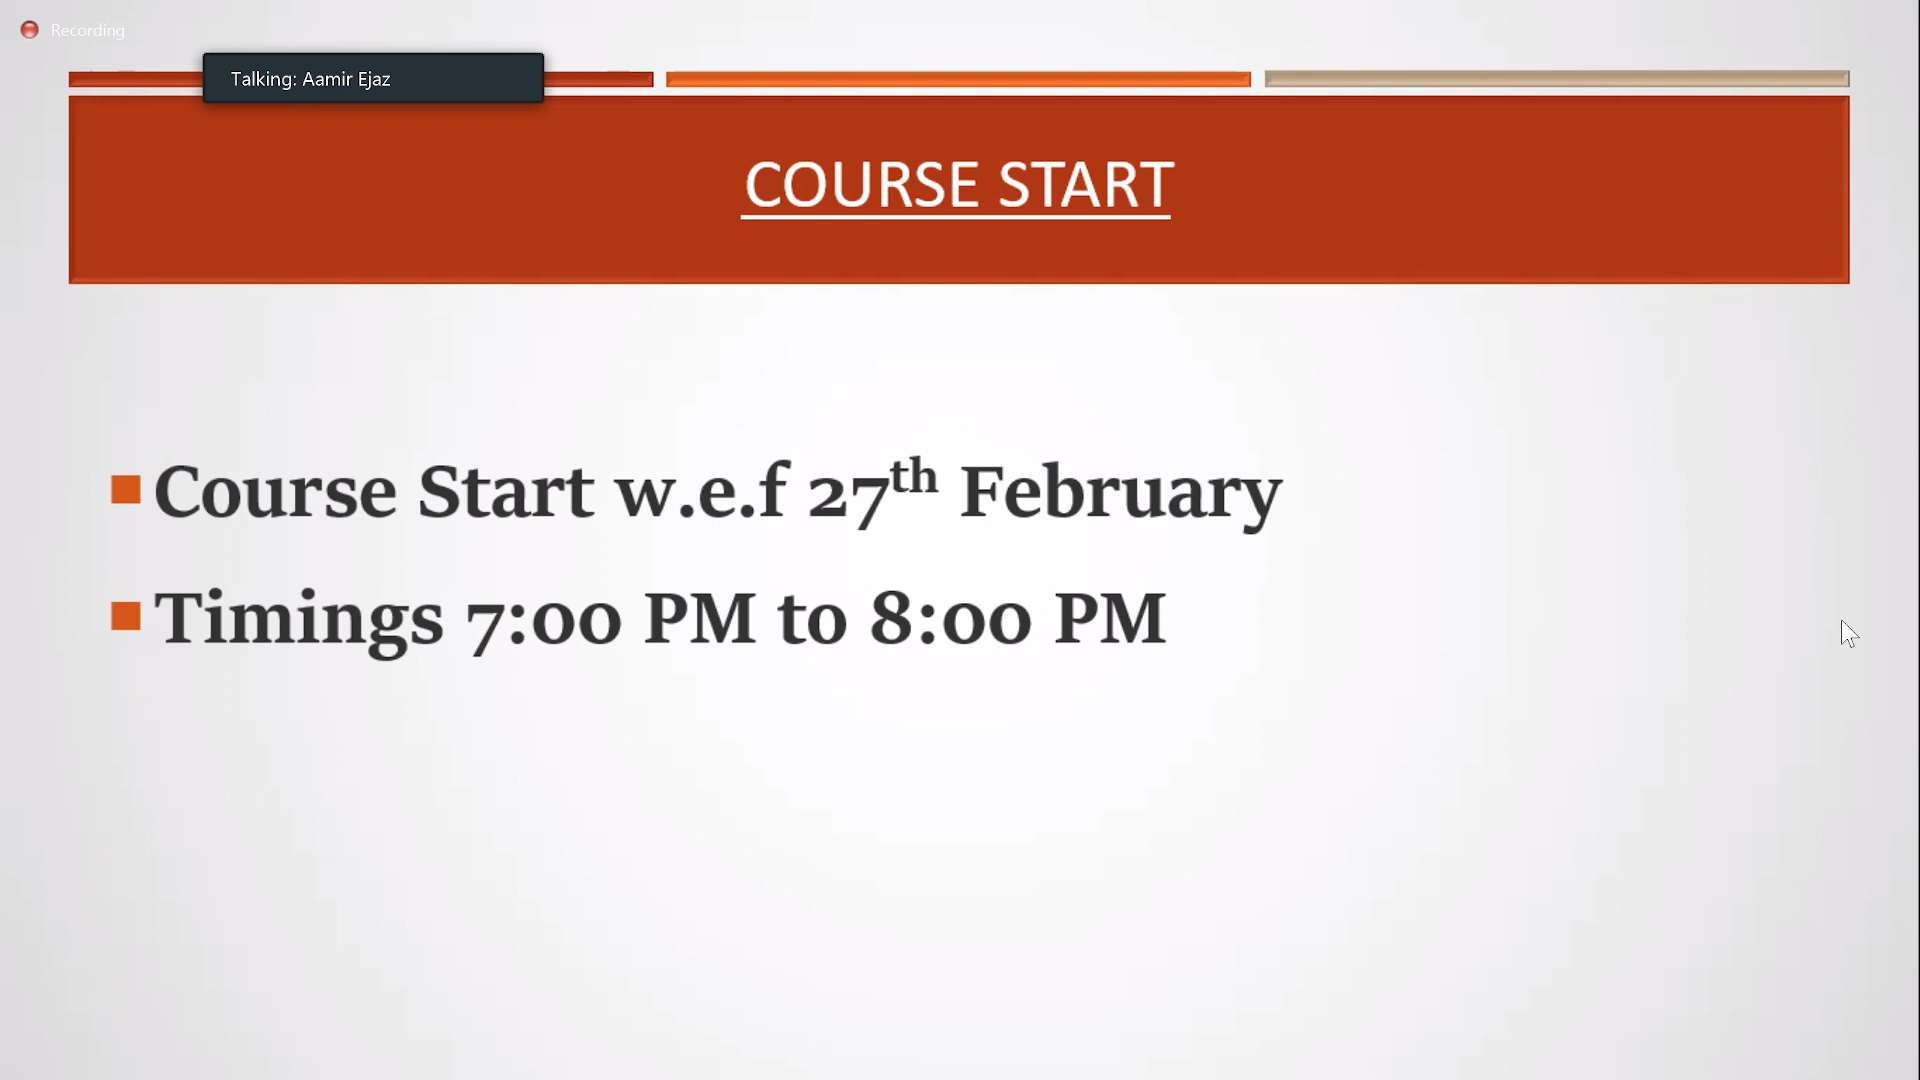 Recording
Talking: Aamir Ejaz
COURSE START
Course Start w.e.f 27th February
Timings 7:00 PM to 8:00 PM